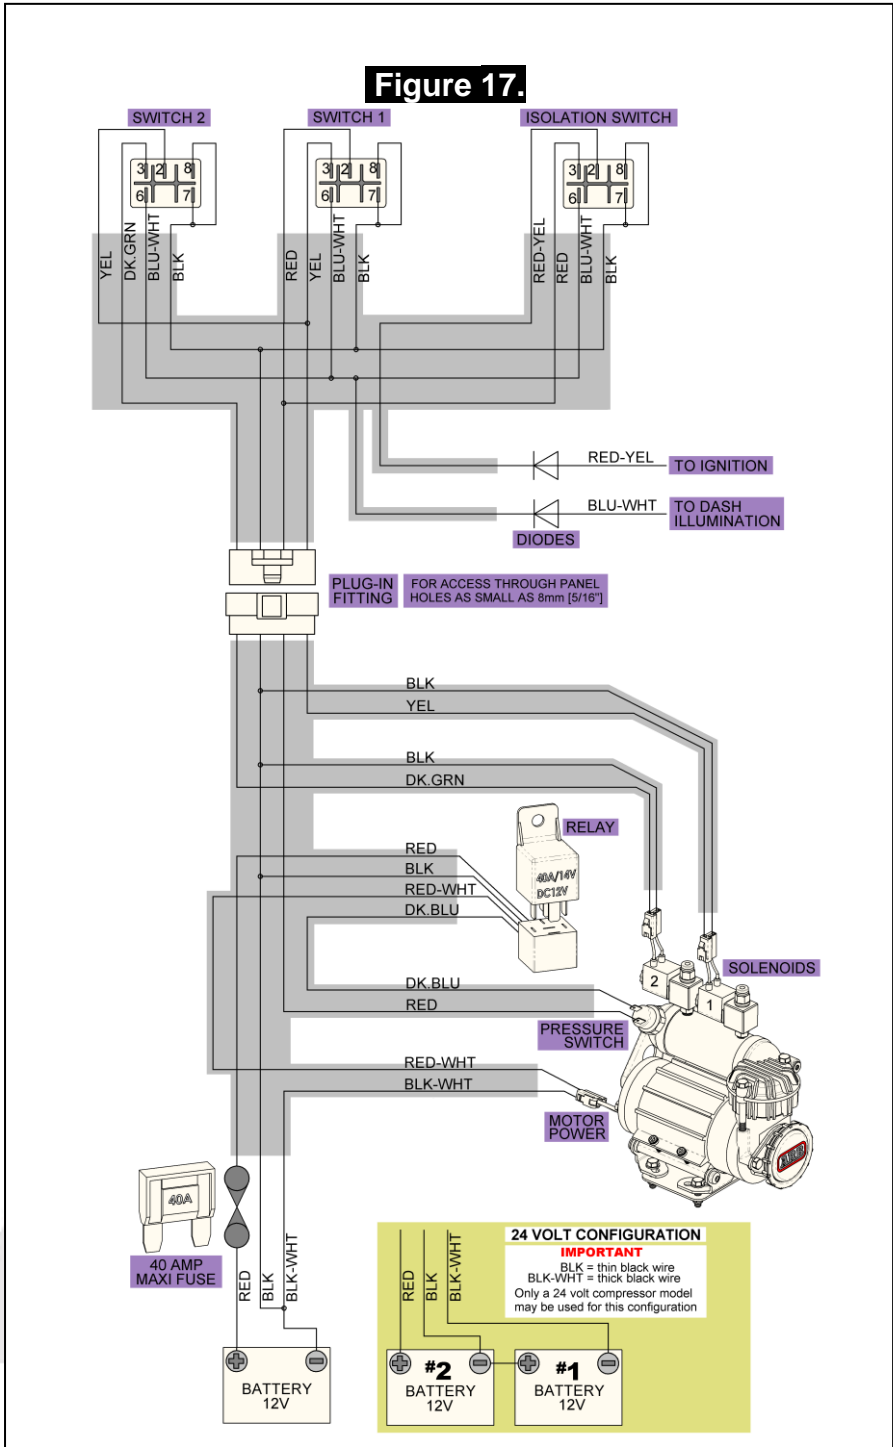 Figure 17.
SWITCH 2
SWITCH 1
ISOLATION SWITCH
3 2 8
6 7
3 2 8
6 7
3 2 8
6 7
YEL
DK.GRN
BLU-WHT
BLK
RED
YEL
BLU-WHT
BLK
RED-YEL
RED
BLU-WHT
BLK
RED-YEL
TO IGNITION
BLU-WHT
TO DASH
ILLUMINATION
DIODES
PLUG-IN
FITTING
FOR ACCESS THROUGH PANEL
HOLES AS SMALL AS 8mm [5/16"]
BLK
YEL
BLK
DK.GRN
RELAY
40A/14V
DC12V
RED
BLK
RED-WHT
DK.BLU
SOLENOIDS
2
1
DK.BLU
RED
PRESSURE
SWITCH
RED-WHT
BLK-WHT
MOTOR
POWER
ARB
40A
40 AMP
MAXI FUSE
RED
BLK
BLK-WHT
BATTERY
12V
24 VOLT CONFIGURATION
IMPORTANT
BLK = thin black wire
BLK-WHT = thick black wire
Only a 24 volt compressor model
may be used for this configuration
RED
BLK
BLK-WHT
#2
BATTERY
12V
#1
BATTERY
12V